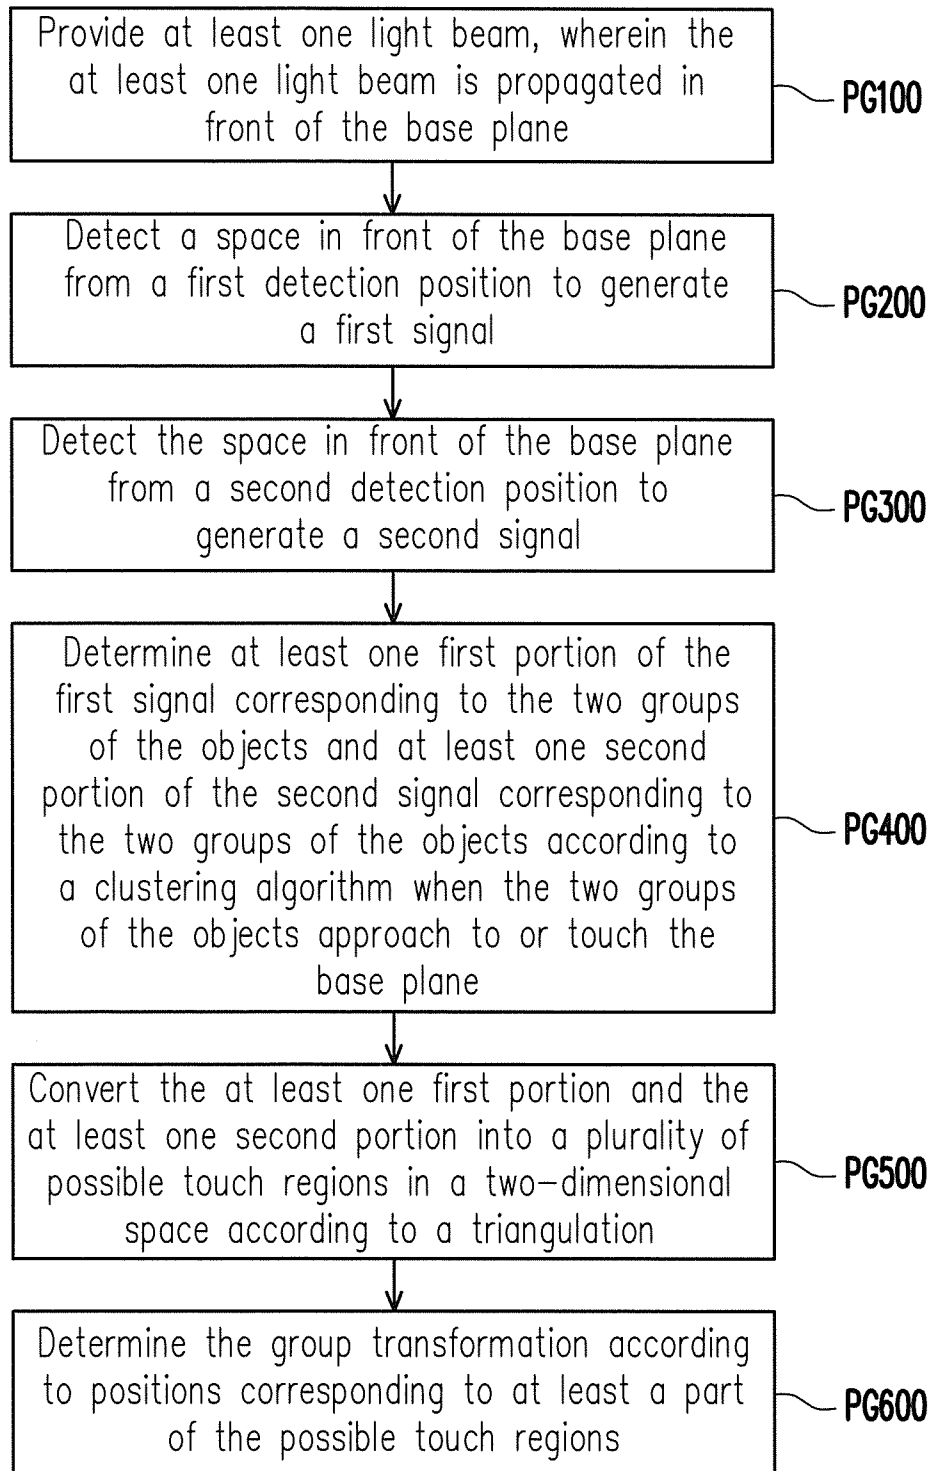 Provide at least one light beam, wherein the
at least one light beam is propagated in
front of the base plane
PG100
Detect a space in front of the base plane
from a first detection position to generate
a first signal
PG200
Detect the space in front of the base plane
from a second detection position to
generate a second signal
PG300
Determine at least one first portion of the
first signal corresponding to the two groups
of the objects and at least one second
portion of the second signal corresponding to
the two groups of the objects according to
a clustering algorithm when the two groups
of the objects approach to or touch the
base plane
PG400
Convert the at least one first portion and the
at least one second portion into a plurality of
possible touch regions in a two-dimensional
space according to a triangulation
PG500
Determine the group transformation according
to positions corresponding to at least a part
of the possible touch regions
PG600